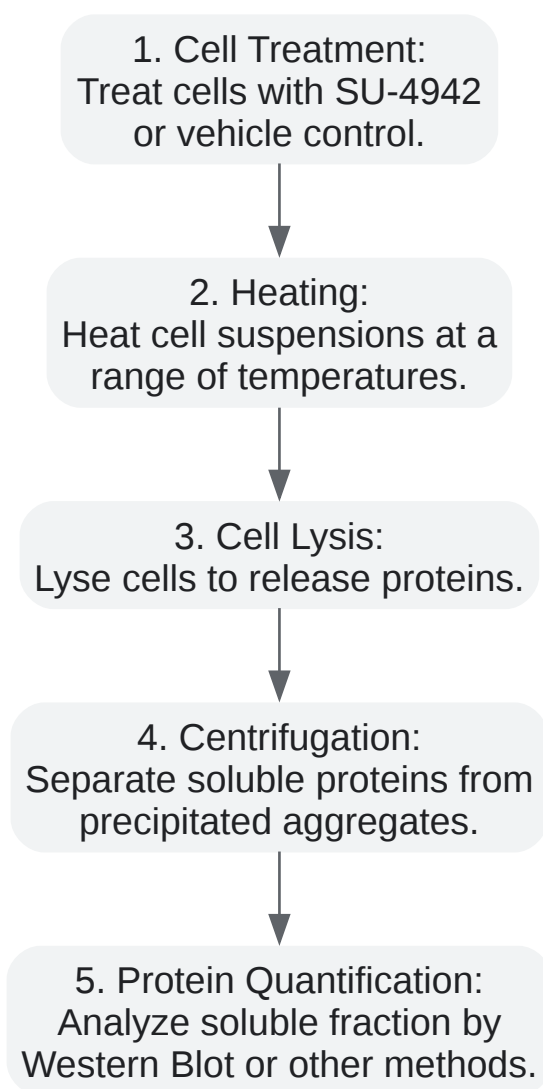 1. Cell Treatment:
Treat cells with SU-4942
or vehicle control.
2. Heating:
Heat cell suspensions at a
range of temperatures.
3. Cell Lysis:
Lyse cells to release proteins.
4. Centrifugation:
Separate soluble proteins from
precipitated aggregates.
5. Protein Quantification:
Analyze soluble fraction by
Western Blot or other methods.